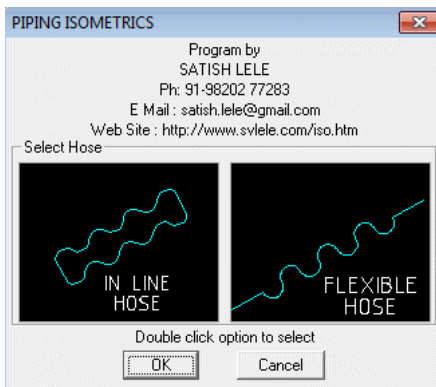 PIPING ISOMETRICS
Program by
SATISH LELE
Ph: 91-98202 77283
E Mail : satish.lele@gmail.com
Web Site : http://www.svlele.com/iso.htm
Select Hose
IN LINE
HOSE
FLEXIBLE
HOSE
Double click option to select
OK
Cancel